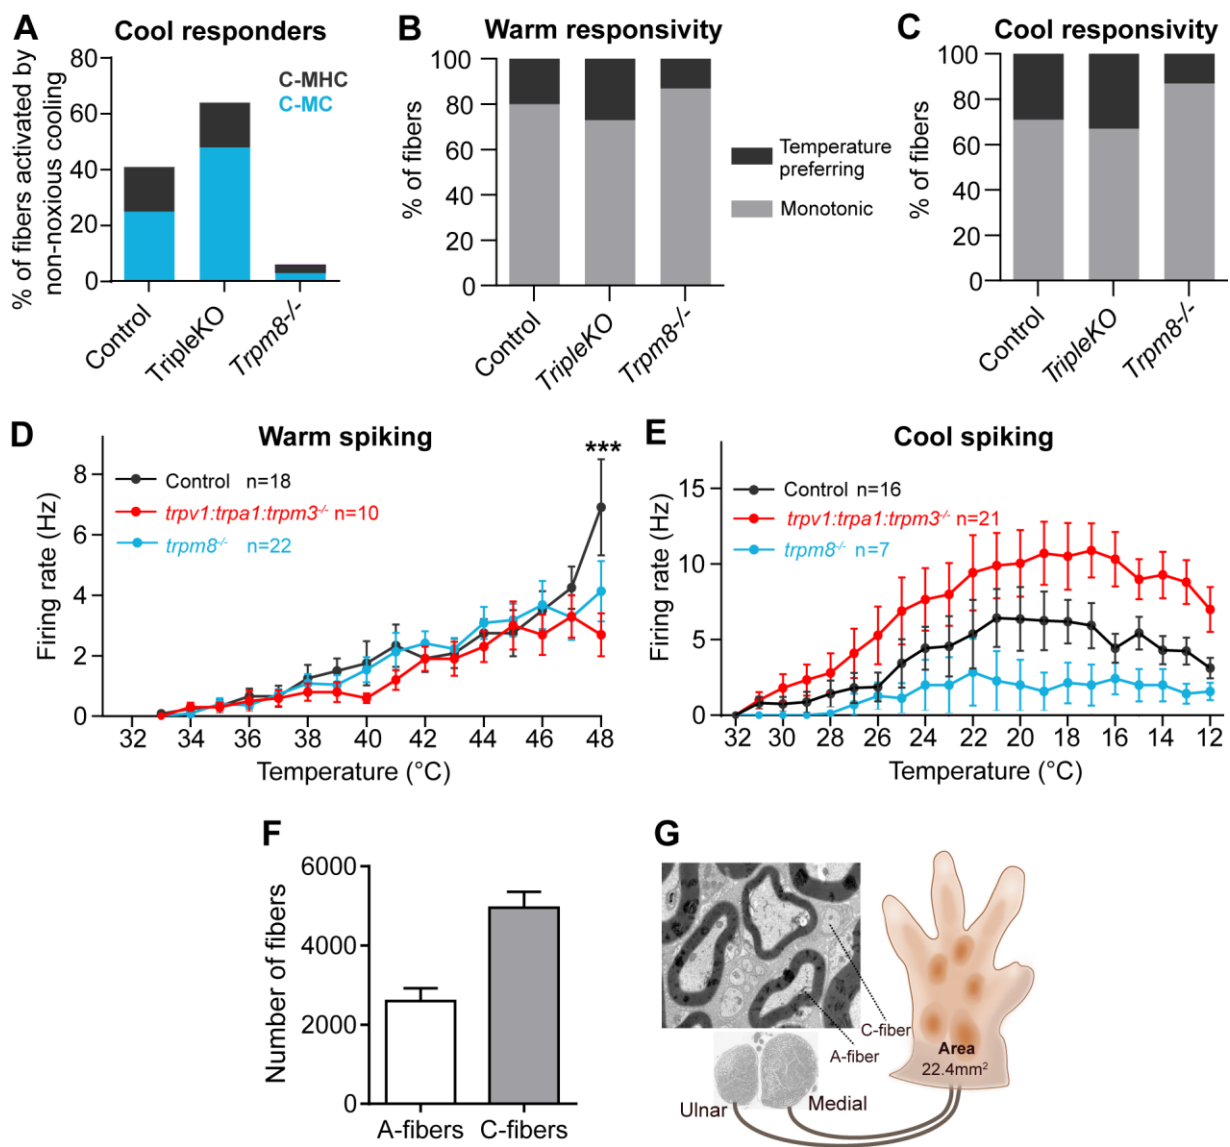 A
Cool responders
% of fibers activated by
non-noxious cooling
80
60
40
20
0
C-MHC
C-MC
Control
TripleKO
Trpm8-/-
B
Warm responsivity
% of fibers
100
80
60
40
20
0
Control
TripleKO
Trpm8-/-
Temperature
preferring
Monotonic
C
Cool responsivity
% of fibers
100
80
60
40
20
0
Control
TripleKO
Trpm8-/-
D
Warm spiking
***
Firing rate (Hz)
8
6
4
2
0
Control n=18
trpv1:trpa1:trpm3-/- n=10
trpm8-/- n=22
32 34 36 38 40 42 44 46 48
Temperature (°C)
E
Cool spiking
Firing rate (Hz)
15
10
5
0
Control n=16
trpv1:trpa1:trpm3-/- n=21
trpm8-/- n=7
32 30 28 26 24 22 20 18 16 14 12
Temperature (°C)
F
Number of fibers
6000
4000
2000
0
A-fibers C-fibers
G
C-fiber
A-fiber
Area
22.4mm²
Ulnar
Medial